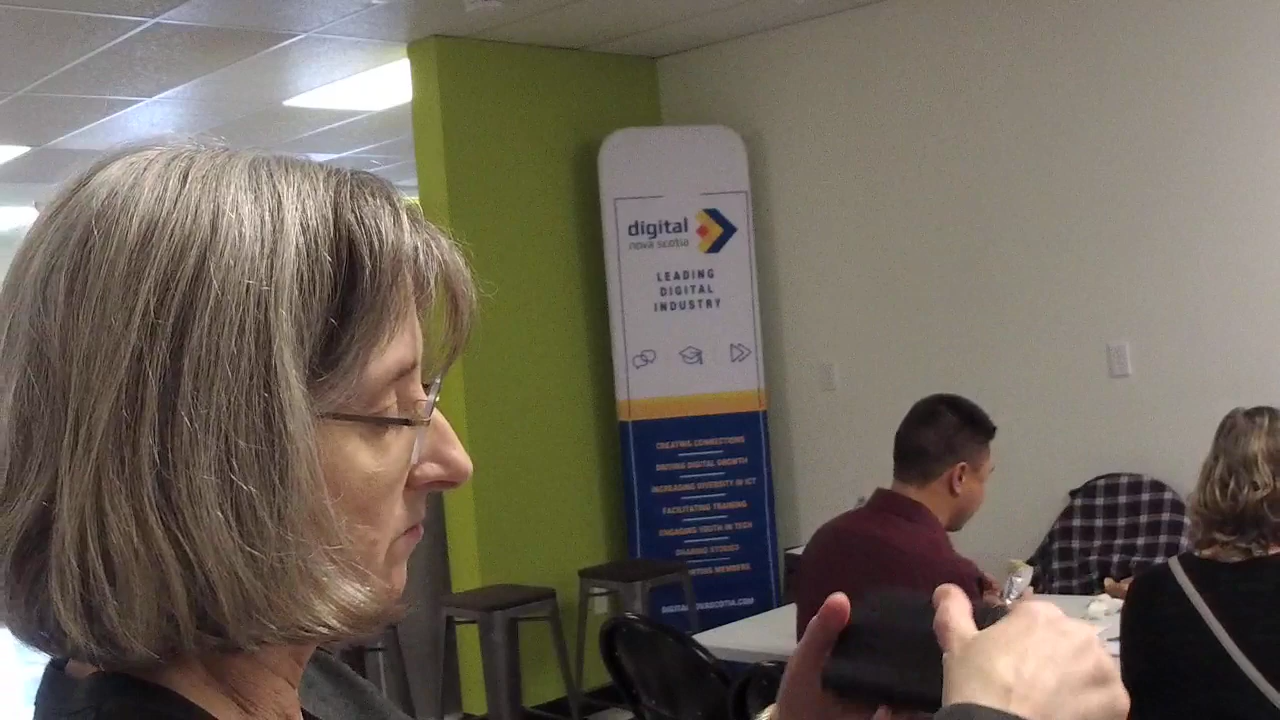 digital
nova scotia
LEADING
DIGITAL
INDUSTRY
CREATING CONNECTIONS
DRIVING DIGITAL GROWTH
INCREASING DIVERSITY IN ICT
FACILITATING TRAINING
ENGAGING YOUTH IN TECH
SHARING STORIES
MEMBERS